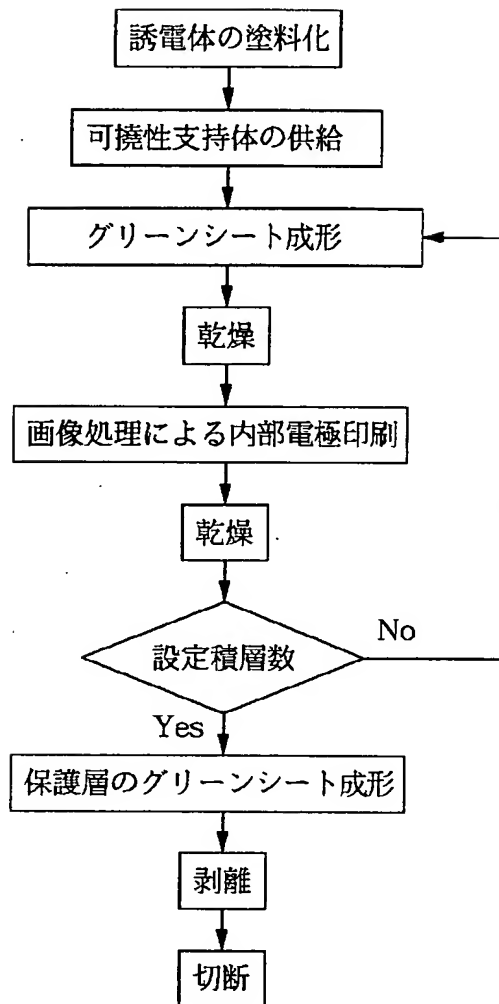 誘電体の塗料化
可撓性支持体の供給
グリーンシート成形
乾燥
画像処理による内部電極印刷
乾燥
設定積層数
No
Yes
保護層のグリーンシート成形
剥離
切断